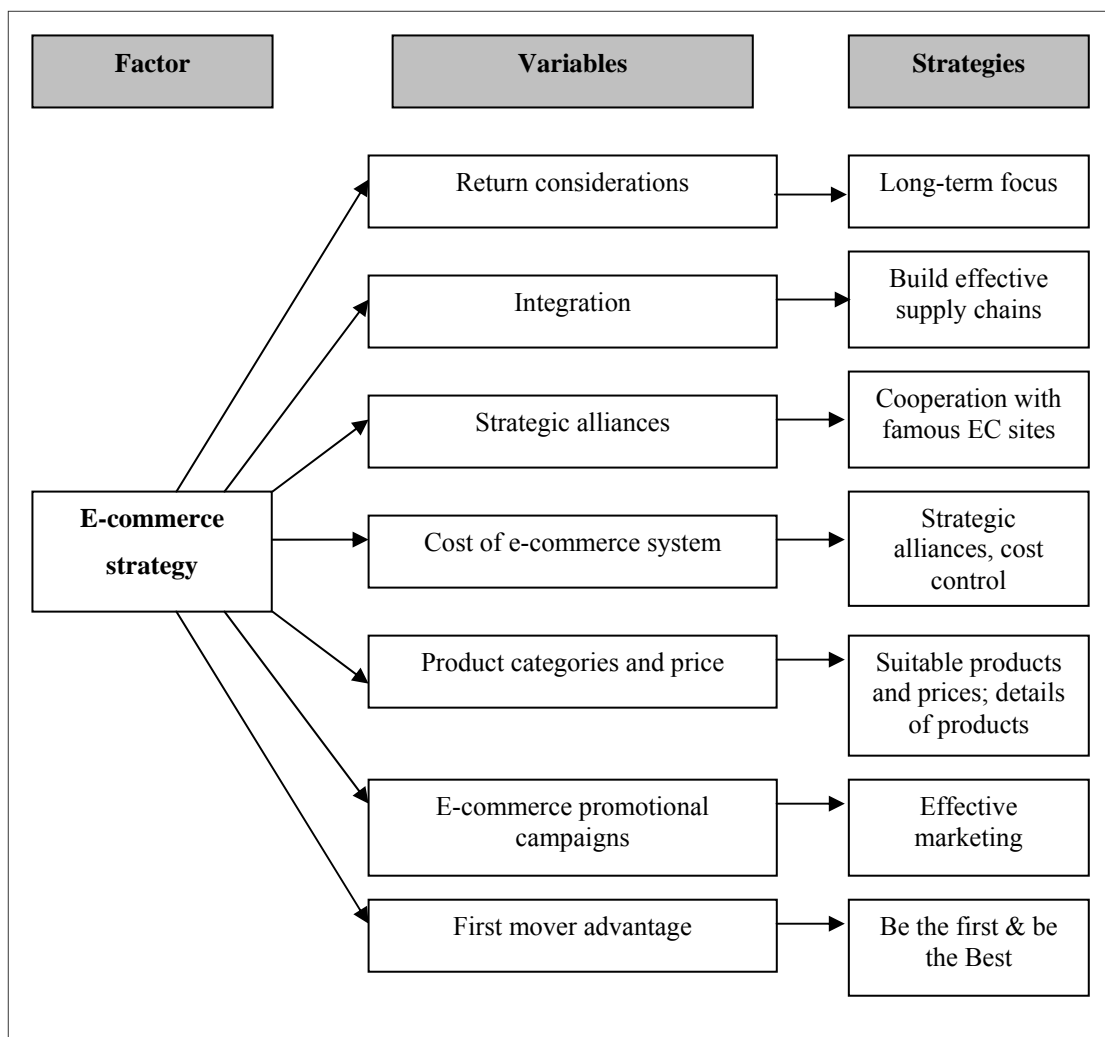 Factor
Variables
Strategies
Return considerations
Long-term focus
Integration
Build effective
supply chains
Strategic alliances
Cooperation with
famous EC sites
E-commerce
strategy
Cost of e-commerce system
Strategic
alliances, cost
control
Product categories and price
Suitable products
and prices; details
of products
E-commerce promotional
campaigns
Effective
marketing
First mover advantage
Be the first & be
the Best